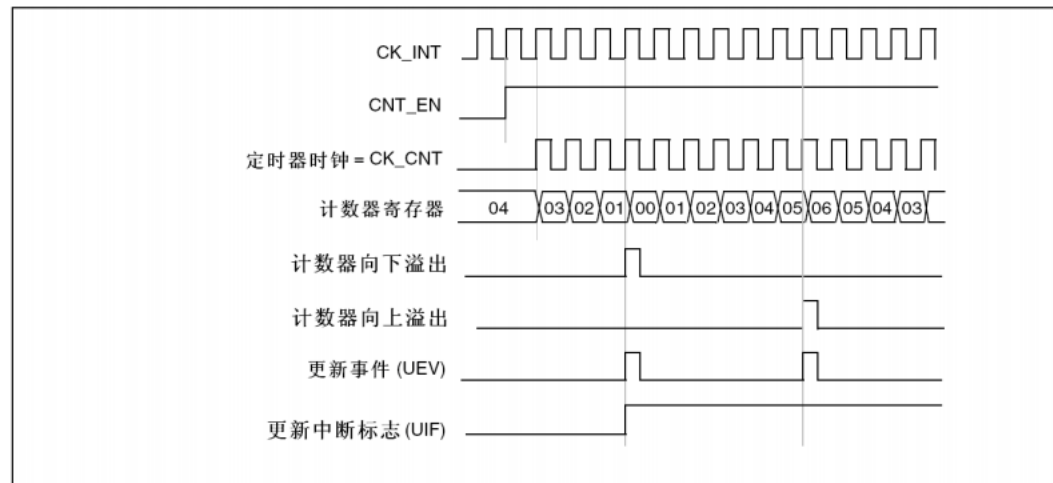 CK_INT
CNT_EN
定时器时钟 = CK_CNT
计数器寄存器 04 03 02 01 00 01 02 03 04 05 06 05 04 03
计数器向下溢出
计数器向上溢出
更新事件 (UEV)
更新中断标志 (UIF)